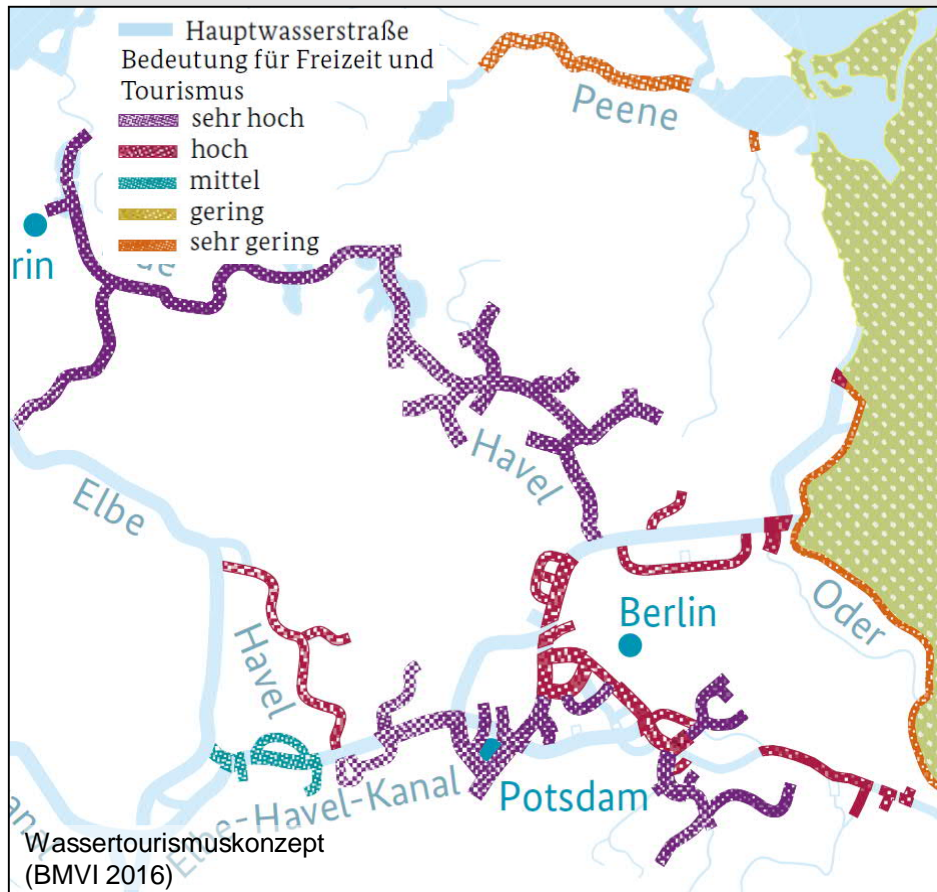 Hauptwasserstraße
Bedeutung für Freizeit und
Tourismus
sehr hoch
hoch
mittel
gering
sehr gering
Peene
rin
Elbe
Havel
Havel
Berlin
Oder
Potsdam
Elbe-Havel-Kanal
Wassertourismuskonzept
(BMVI 2016)